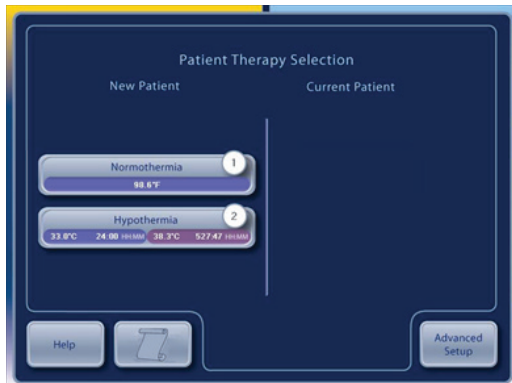 Patient Therapy Selection
New Patient
Current Patient
Normothermia
1
98.6°F
Hypothermia
2
33.0°C 24:00 HH:MM 38.3°C 527:47 HH:MM
Help
Advanced
Setup